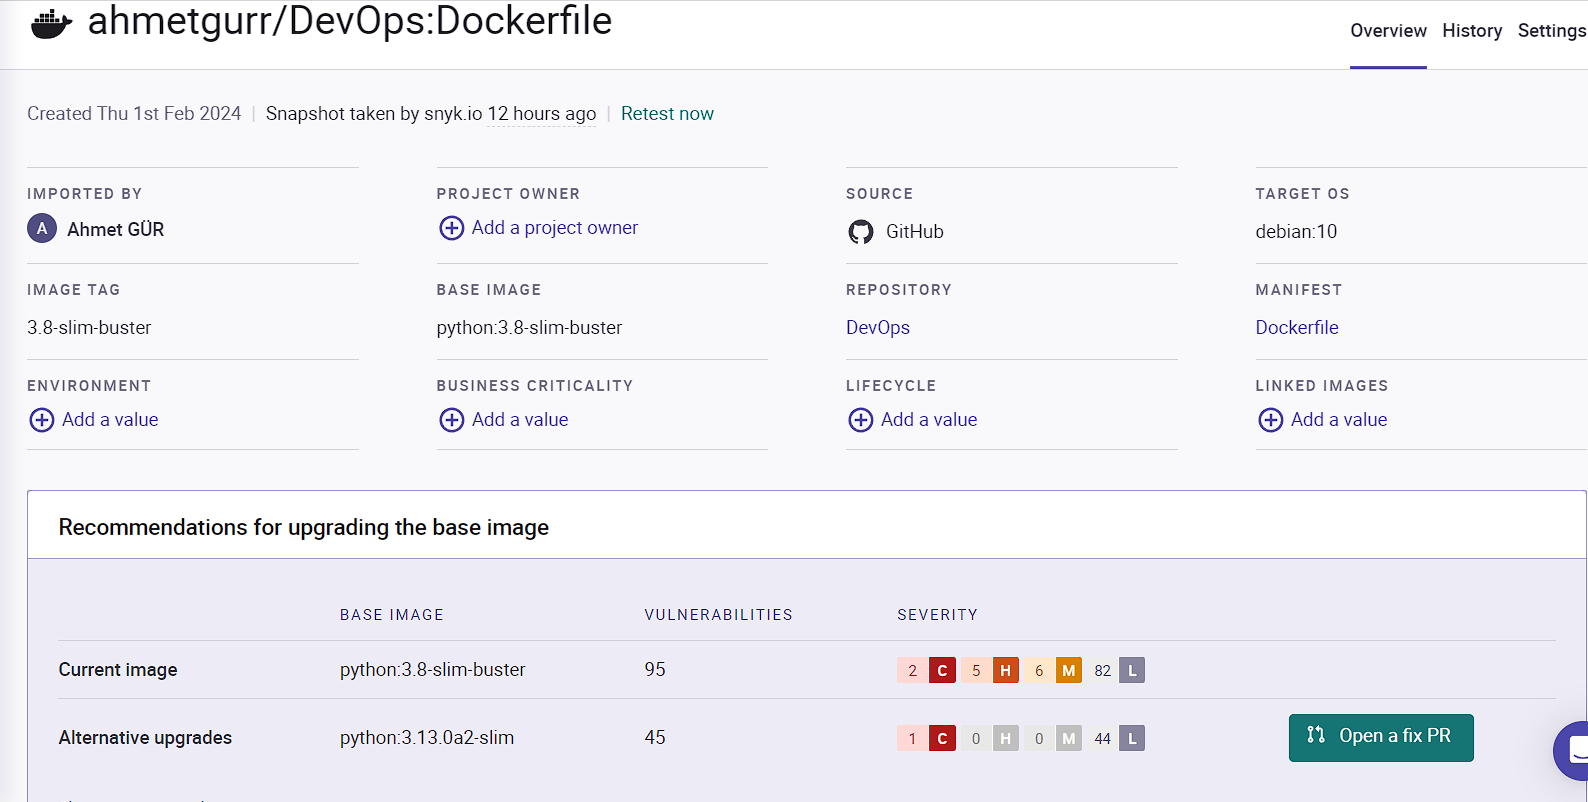 ahmetgurr/DevOps:Dockerfile
Overview History Settings
Created Thu 1st Feb 2024 | Snapshot taken by snyk.io 12 hours ago | Retest now
IMPORTED BY
A Ahmet GÜR
PROJECT OWNER
Add a project owner
SOURCE
GitHub
TARGET OS
debian:10
IMAGE TAG
3.8-slim-buster
BASE IMAGE
python:3.8-slim-buster
REPOSITORY
DevOps
MANIFEST
Dockerfile
ENVIRONMENT
Add a value
BUSINESS CRITICALITY
Add a value
LIFECYCLE
Add a value
LINKED IMAGES
Add a value
Recommendations for upgrading the base image
BASE IMAGE VULNERABILITIES SEVERITY
Current image python:3.8-slim-buster 95 2 C 5 H 6 M 82 L
Alternative upgrades python:3.13.0a2-slim 45 1 C 0 H 0 M 44 L Open a fix PR